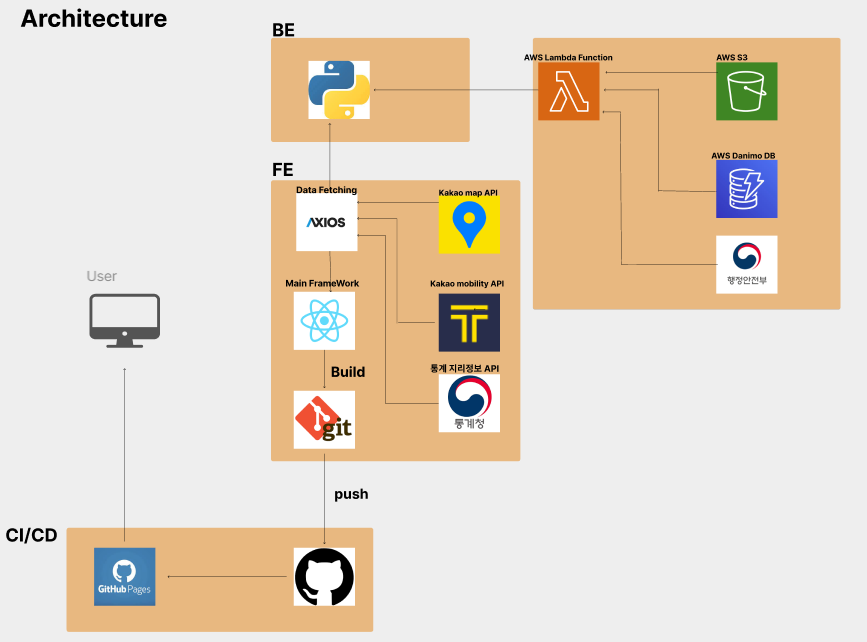 Architecture
BE
AWS Lambda Function
AWS S3
AWS Danimo DB
행정안전부
FE
Data Fetching
AXIOS
Kakao map API
Main FrameWork
Kakao mobility API
Build
통계 지리정보 API
통계청
git
User
push
CI/CD
GitHub Pages